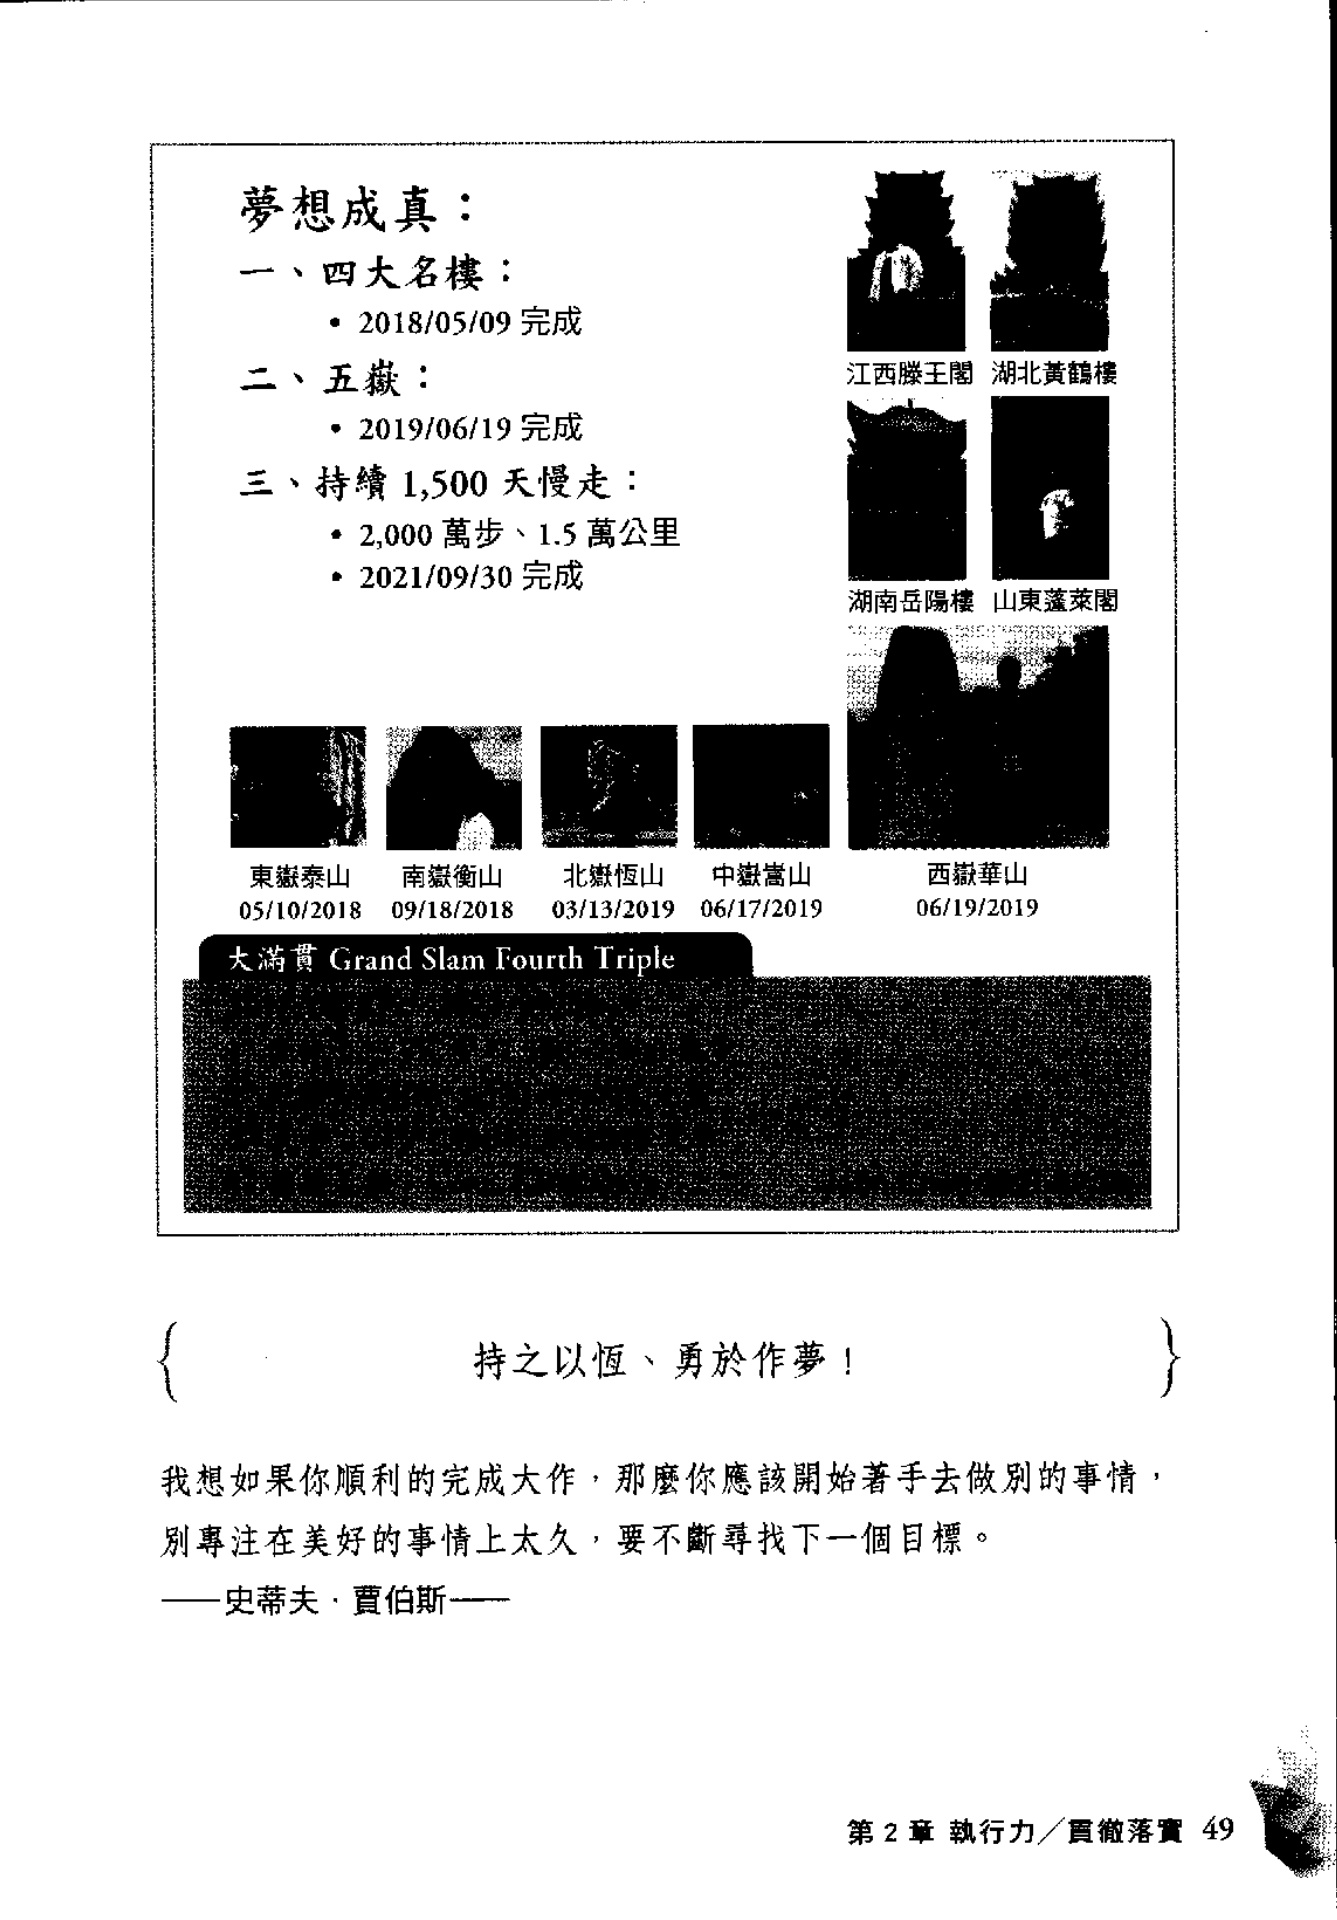 夢想成真：
一、四大名樓：
• 2018/05/09 完成
二、五嶽：
• 2019/06/19 完成
三、持續 1,500 天慢走：
• 2,000 萬步、1.5 萬公里
• 2021/09/30 完成
江西滕王閣 湖北黃鶴樓
湖南岳陽樓 山東蓬萊閣
東嶽泰山 南嶽衡山 北嶽恆山 中嶽嵩山 西嶽華山
05/10/2018 09/18/2018 03/13/2019 06/17/2019 06/19/2019
大滿貫 Grand Slam Fourth Triple
持之以恆、勇於作夢！
我想如果你順利的完成大作，那麼你應該開始著手去做別的事情，
別專注在美好的事情上太久，要不斷尋找下一個目標。
——史蒂夫．賈伯斯——
第 2 章 執行力／貫徹落實 49